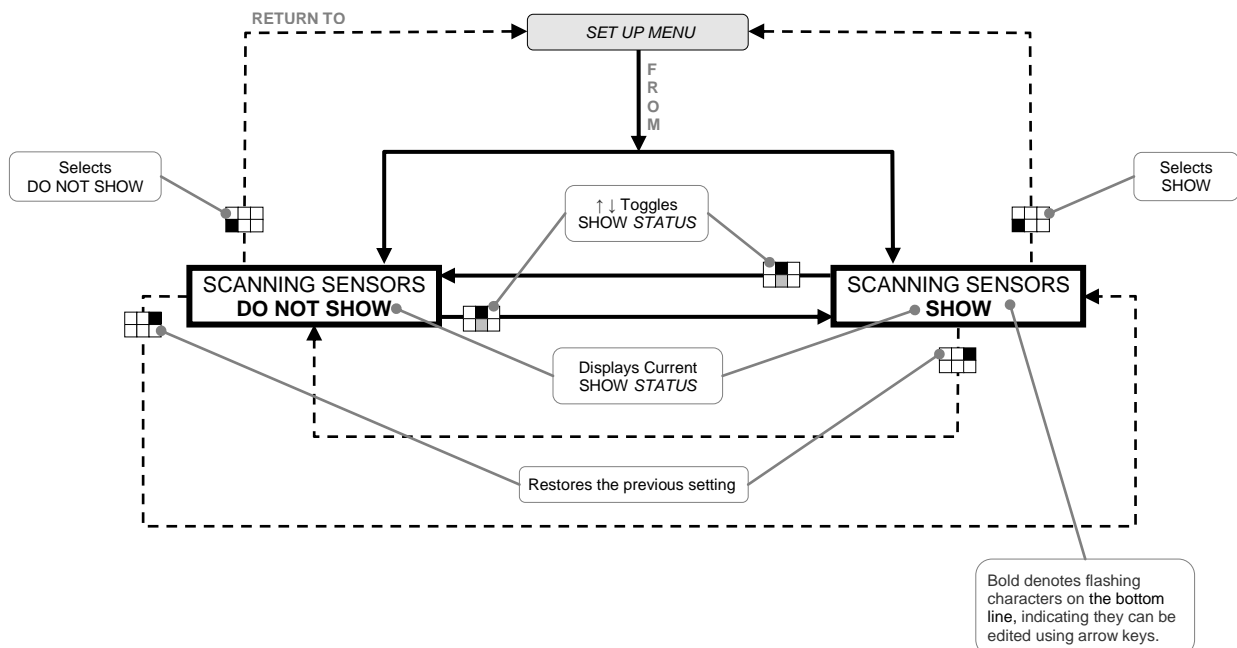 RETURN TO
SET UP MENU
F
R
O
M
Selects
DO NOT SHOW
↑↓ Toggles
SHOW STATUS
Selects
SHOW
SCANNING SENSORS
DO NOT SHOW
SCANNING SENSORS
SHOW
Displays Current
SHOW STATUS
Restores the previous setting
Bold denotes flashing
characters on the bottom
line, indicating they can be
edited using arrow keys.